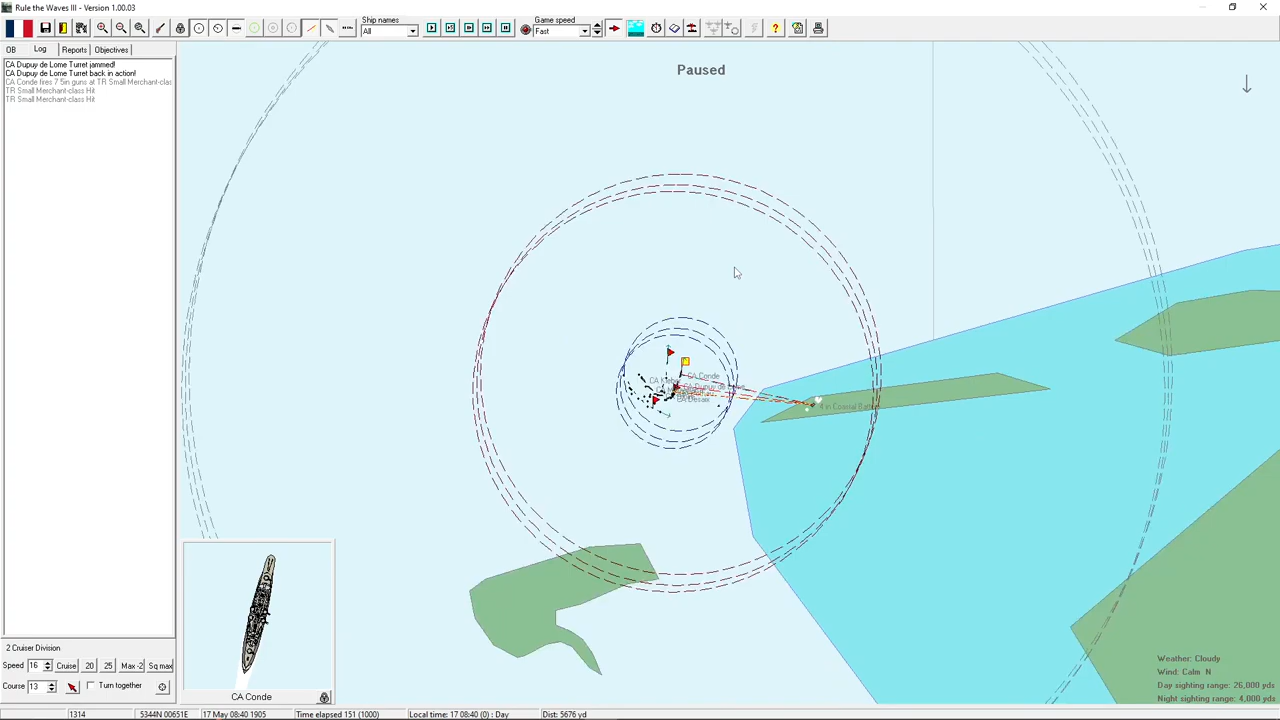 Rule the Waves III - Version 1.00.03
Ship names
All
Game speed
Fast
OB Log Reports Objectives
CA Dupuy de Lome Turret jammed!
CA Dupuy de Lome Turret back in action!
CA Conde fires 7.5in guns at TR Small Merchant-clas
TR Small Merchant-class Hit
TR Small Merchant-class Hit
Paused
CA Conde
4 in Coastal
2 Cruiser Division
Speed 16 Cruise 20 25 Max -2 Sq max
Course 13 Turn together
CA Conde
Weather: Cloudy
Wind: Calm N
Day sighting range: 26,000 yds
Night sighting range: 4,000 yds
1314 5344N 00651E 17 May 08:40 1905 Time elapsed 151 (1000) Local time: 17 08:40 (0) : Day Dist: 5676 yd